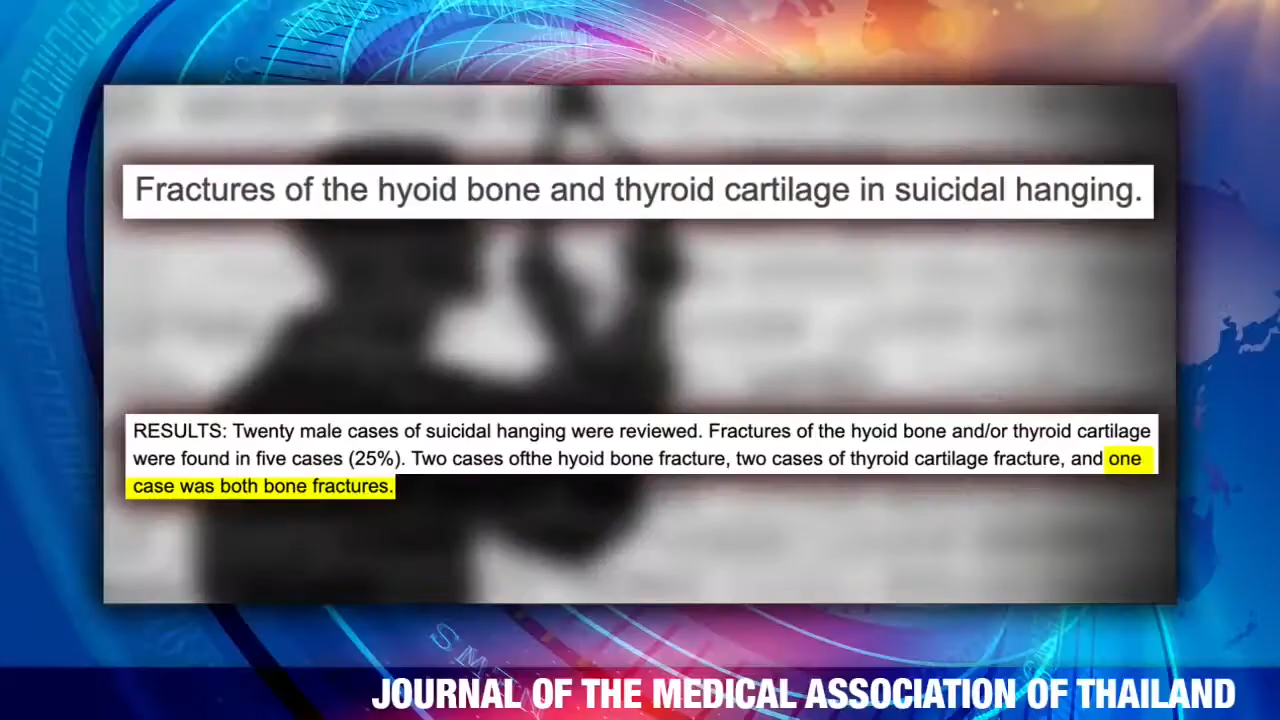 Fractures of the hyoid bone and thyroid cartilage in suicidal hanging.
RESULTS: Twenty male cases of suicidal hanging were reviewed. Fractures of the hyoid bone and/or thyroid cartilage
were found in five cases (25%). Two cases ofthe hyoid bone fracture, two cases of thyroid cartilage fracture, and one
case was both bone fractures.
JOURNAL OF THE MEDICAL ASSOCIATION OF THAILAND